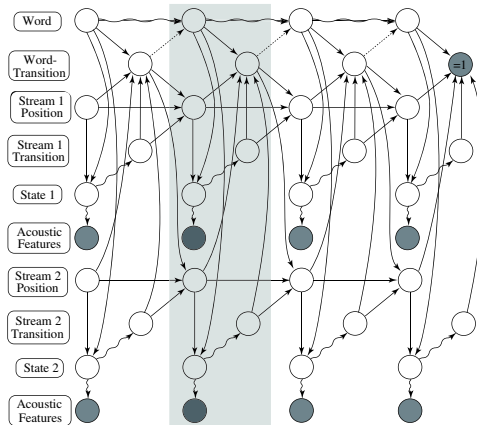 Word
Word-
Transition
=1
Stream 1
Position
Stream 1
Transition
State 1
Acoustic
Features
Stream 2
Position
Stream 2
Transition
State 2
Acoustic
Features